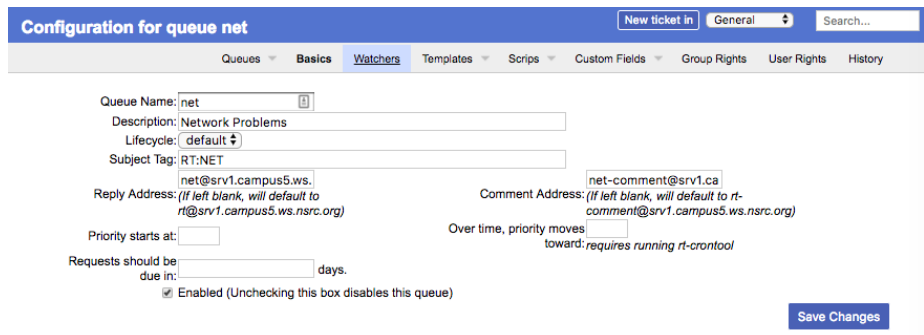 Configuration for queue net
New ticket in
General
Search...
Queues
Basics
Watchers
Templates
Scrips
Custom Fields
Group Rights
User Rights
History
Queue Name: net
Description: Network Problems
Lifecycle: default
Subject Tag: RT:NET
Reply Address: net@srv1.campus5.ws.
(If left blank, will default to
rt@srv1.campus5.ws.nsrc.org)
Comment Address: net-comment@srv1.ca
(If left blank, will default to rt-
comment@srv1.campus5.ws.nsrc.org)
Priority starts at:
Over time, priority moves
toward: requires running rt-crontool
Requests should be
due in:
days.
Enabled (Unchecking this box disables this queue)
Save Changes